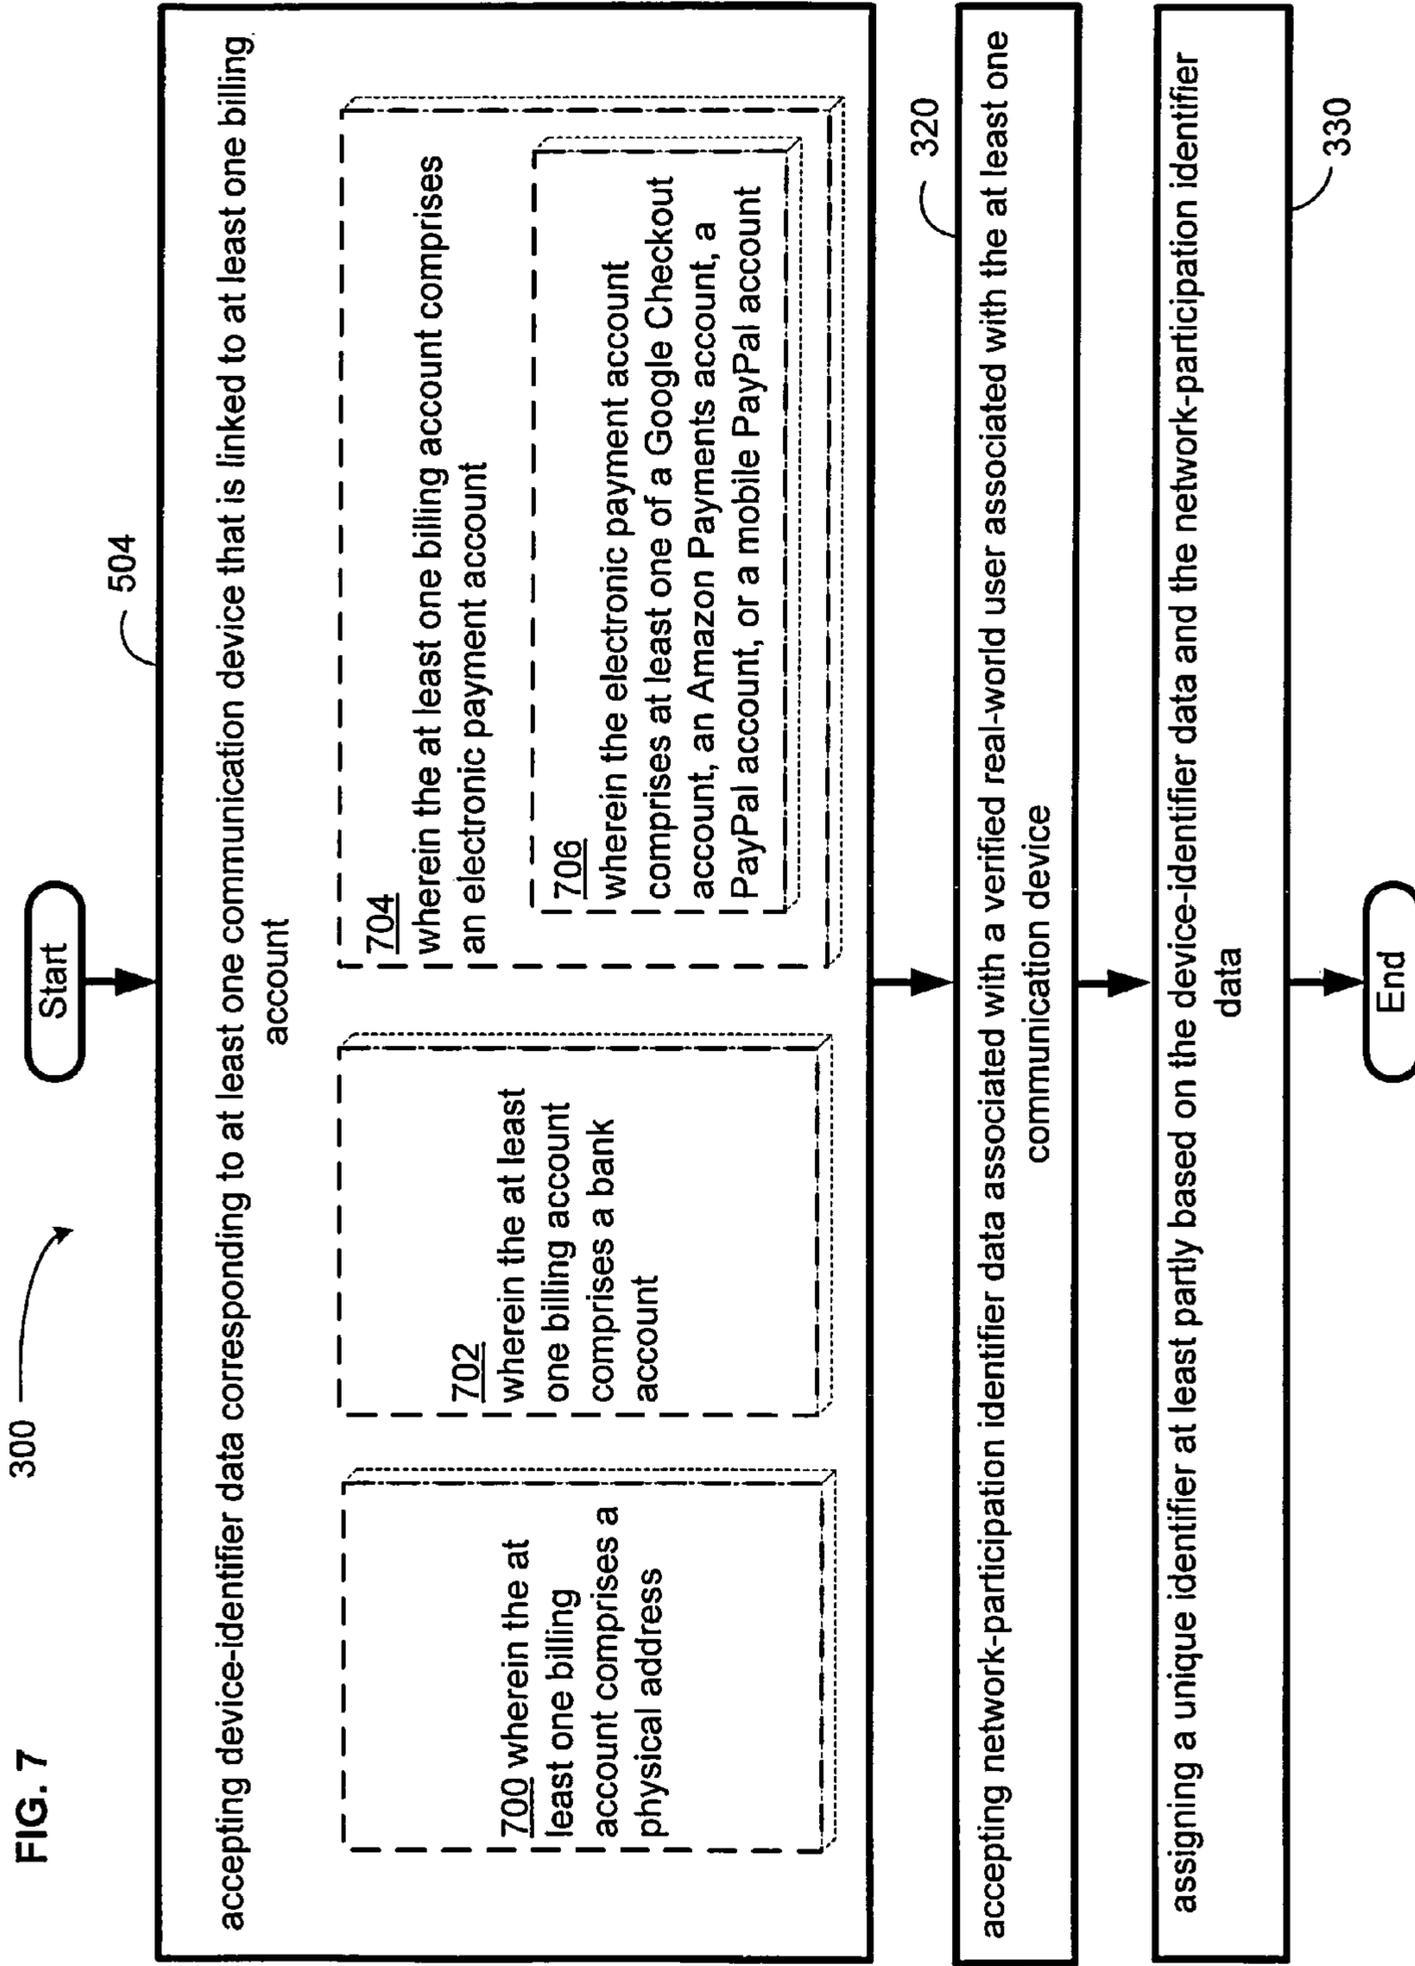 FIG. 7
300
Start
504
accepting device-identifier data corresponding to at least one communication device that is linked to at least one billing
account
700 wherein the at
least one billing
account comprises a
physical address
702
wherein the at least
one billing account
comprises a bank
account
704
wherein the at least one billing account comprises
an electronic payment account
706
wherein the electronic payment account
comprises at least one of a Google Checkout
account, an Amazon Payments account, a
PayPal account, or a mobile PayPal account
320
accepting network-participation identifier data associated with a verified real-world user associated with the at least one
communication device
330
assigning a unique identifier at least partly based on the device-identifier data and the network-participation identifier
data
End